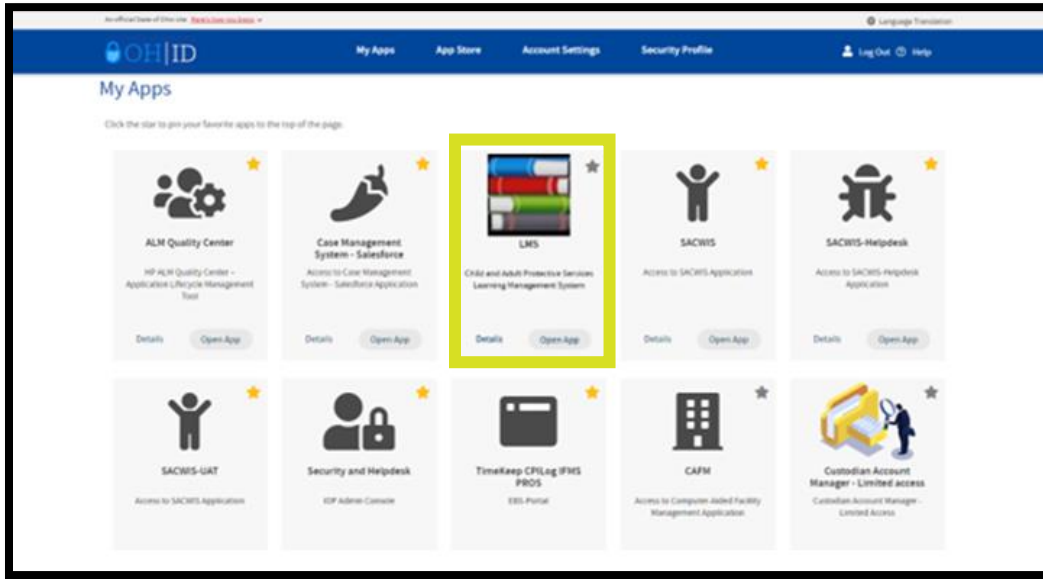 An official State of Ohio site. Here's how you know
Language Translation
OH|ID
My Apps
App Store
Account Settings
Security Profile
Log Out
Help
My Apps
Click the star to pin your favorite apps to the top of the page.
ALM Quality Center
HP ALM Quality Center -
Application Lifecycle Management
Tool
Details
Open App
Case Management
System - Salesforce
Access to Case Management
System - Salesforce Application
Details
Open App
LMS
Child and Adult Protective Services
Learning Management System
Details
Open App
SACWIS
Access to SACWIS Application
Details
Open App
SACWIS-Helpdesk
Access to SACWIS-Helpdesk
Application
Details
Open App
SACWIS-UAT
Access to SACWIS Application
Security and Helpdesk
IOP Admin Console
TimeKeep CPILog IFMS
PROS
EBS Portal
CAFM
Access to Computer Aided Facility
Management Application
Custodian Account
Manager - Limited access
Custodian Account Manager -
Limited Access